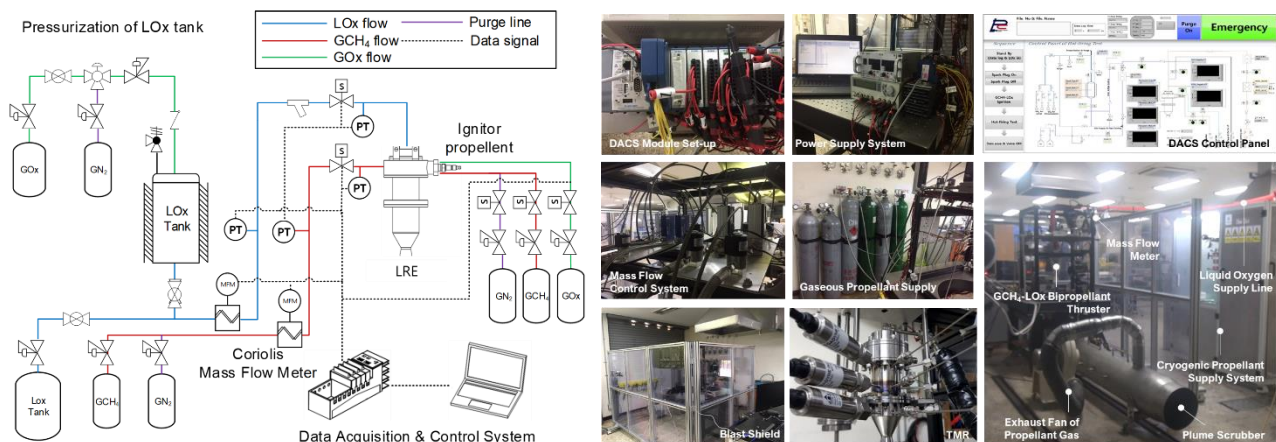 Pressurization of LOx tank
LOx flow
GCH₄ flow
GOx flow
Purge line
Data signal
GOx
GN₂
LOx
Tank
S
PT
S
PT
PT
PT
MFM
MFM
Ignitor
propellent
LRE
S
S
S
GN₂
GCH₄
GOx
Coriolis
Mass Flow Meter
Lox
Tank
GCH₄
GN₂
Data Acquisition & Control System
DACS Module Set-up
Power Supply System
Purge
On
Emergency
DACS Control Panel
Mass Flow
Control System
Gaseous Propellant Supply
Blast Shield
TMR
Mass Flow
Meter
Liquid Oxygen
Supply Line
GCH₄-LOx Bipropellant
Thruster
Cryogenic Propellant
Supply System
Exhaust Fan of
Propellant Gas
Plume Scrubber